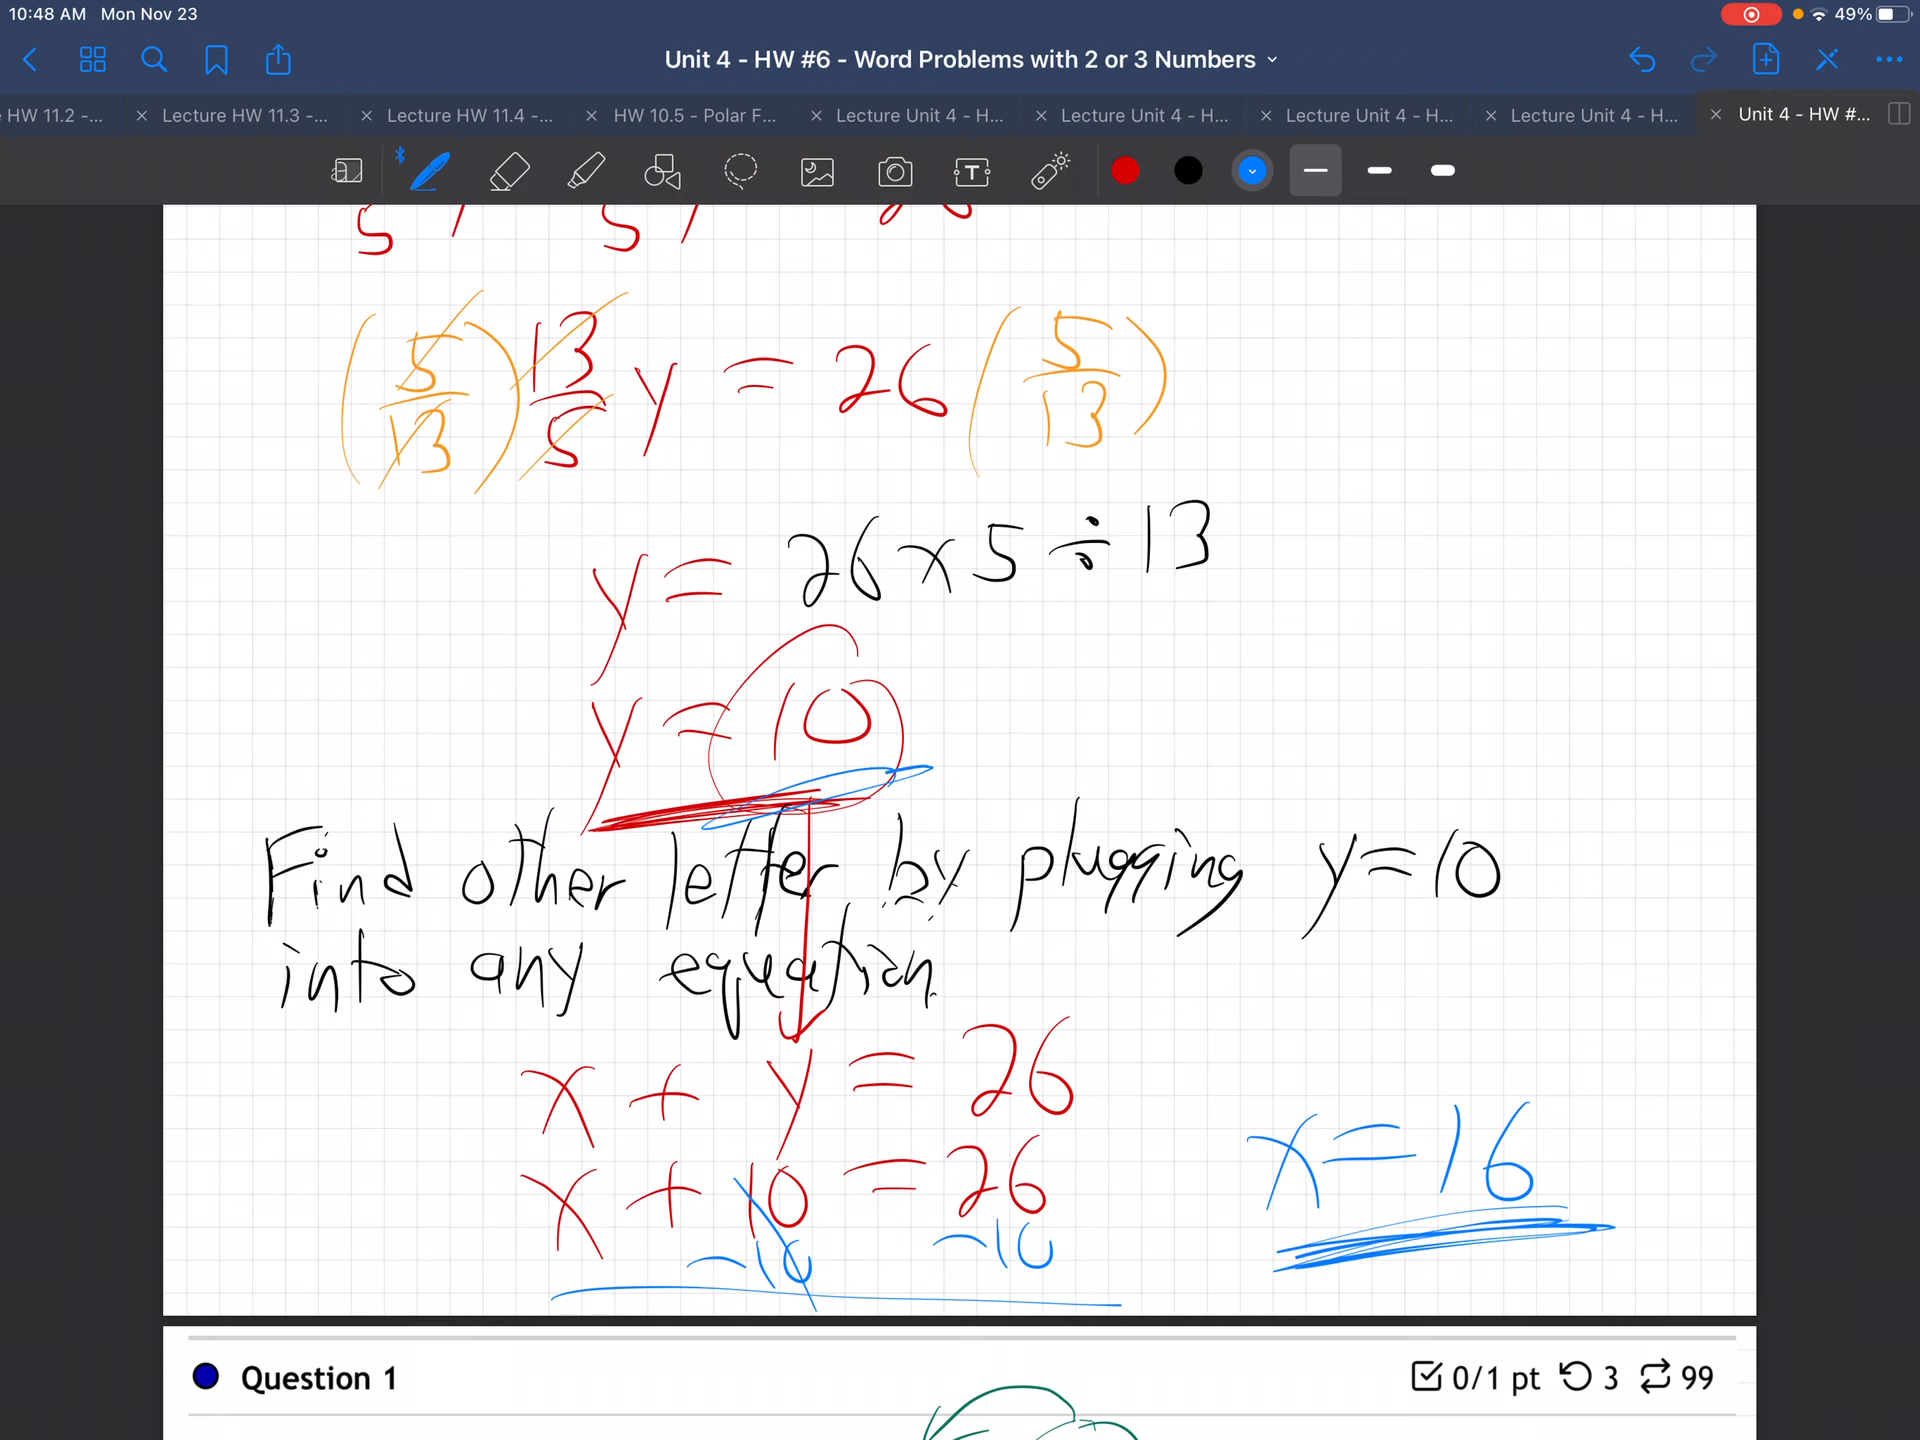 10:48 AM Mon Nov 23
49%
Unit 4 - HW #6 - Word Problems with 2 or 3 Numbers
HW 11.2 -... × Lecture HW 11.3 -... × Lecture HW 11.4 -... × HW 10.5 - Polar F... × Lecture Unit 4 - H... × Lecture Unit 4 - H... × Lecture Unit 4 - H... × Lecture Unit 4 - H... × Unit 4 - HW #...
T
5 5
(5/13) 13/5 y = 26 (5/13)
y = 26 x 5 ÷ 13
y = 10
Find other letter by plugging y=10
into any equation.
x + y = 26
x + 10 = 26
-10 -10
x = 16
Question 1
0/1 pt 3 99